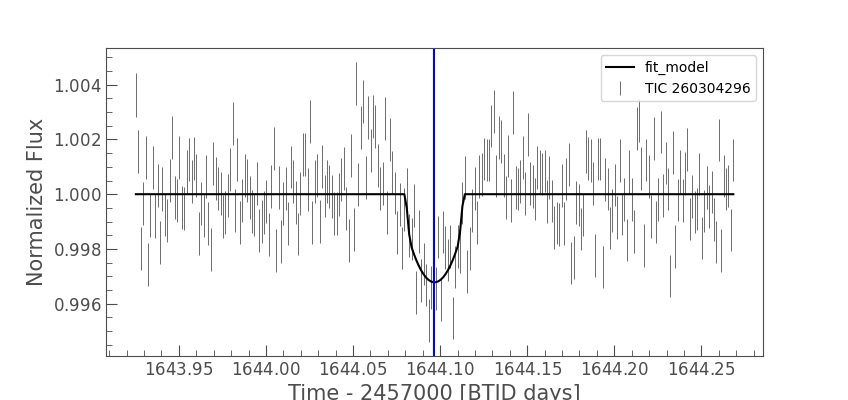 fit_model
TIC 260304296
1.004
1.002
1.000
0.998
0.996
Normalized Flux
1643.95 1644.00 1644.05 1644.10 1644.15 1644.20 1644.25
Time - 2457000 [BTJD days]